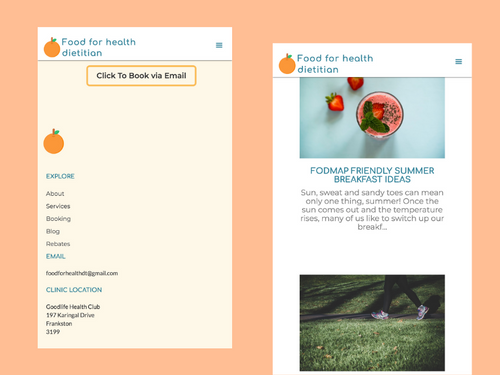 Food for health
dietitian
Click To Book via Email
EXPLORE
About
Services
Booking
Blog
Rebates
EMAIL
foodforhealthdt@gmail.com
CLINIC LOCATION
Goodlife Health Club
197 Karingal Drive
Frankston
3199
Food for health
dietitian
FODMAP FRIENDLY SUMMER
BREAKFAST IDEAS
Sun, sweat and sandy toes can mean
only one thing, summer! Once the
sun comes out and the temperature
rises, many of us like to switch up our
breakf...